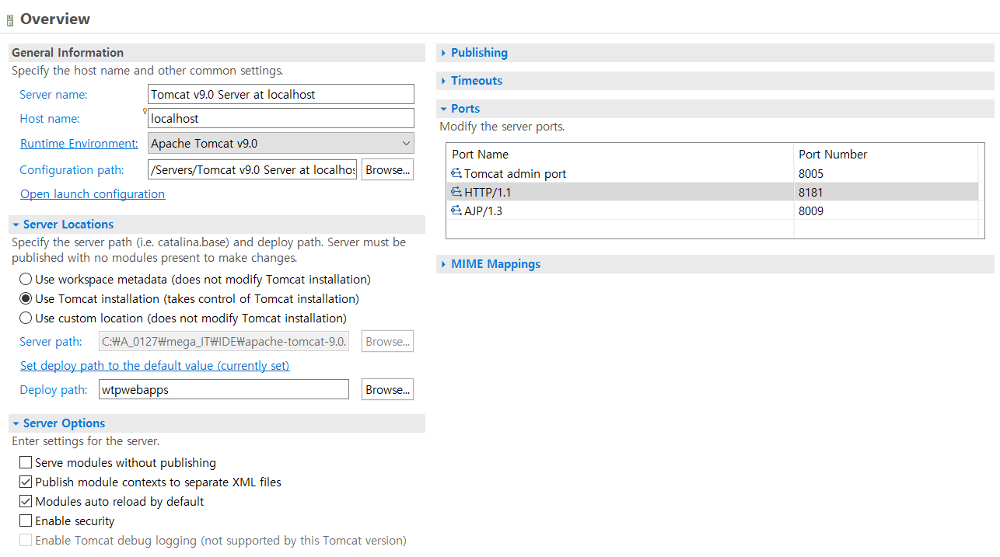 Overview
General Information
Specify the host name and other common settings.
Server name:
Tomcat v9.0 Server at localhost
Host name:
localhost
Runtime Environment:
Apache Tomcat v9.0
Configuration path:
/Servers/Tomcat v9.0 Server at localhos
Browse...
Open launch configuration
Server Locations
Specify the server path (i.e. catalina.base) and deploy path. Server must be
published with no modules present to make changes.
Use workspace metadata (does not modify Tomcat installation)
Use Tomcat installation (takes control of Tomcat installation)
Use custom location (does not modify Tomcat installation)
Server path:
C:₩A_0127₩mega_IT₩IDE₩apache-tomcat-9.0.
Browse...
Set deploy path to the default value (currently set)
Deploy path:
wtpwebapps
Browse...
Server Options
Enter settings for the server.
Serve modules without publishing
Publish module contexts to separate XML files
Modules auto reload by default
Enable security
Enable Tomcat debug logging (not supported by this Tomcat version)
Publishing
Timeouts
Ports
Modify the server ports.
Port Name Port Number
Tomcat admin port 8005
HTTP/1.1 8181
AJP/1.3 8009
MIME Mappings